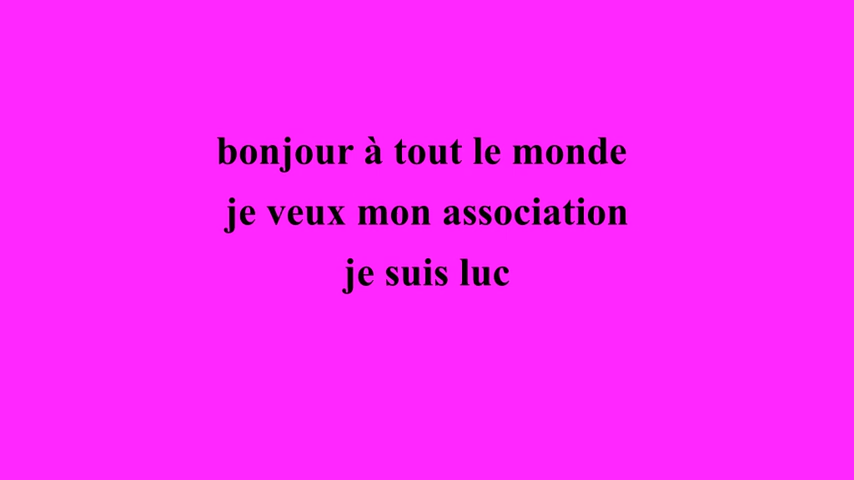 bonjour à tout le monde
je veux mon association
je suis luc